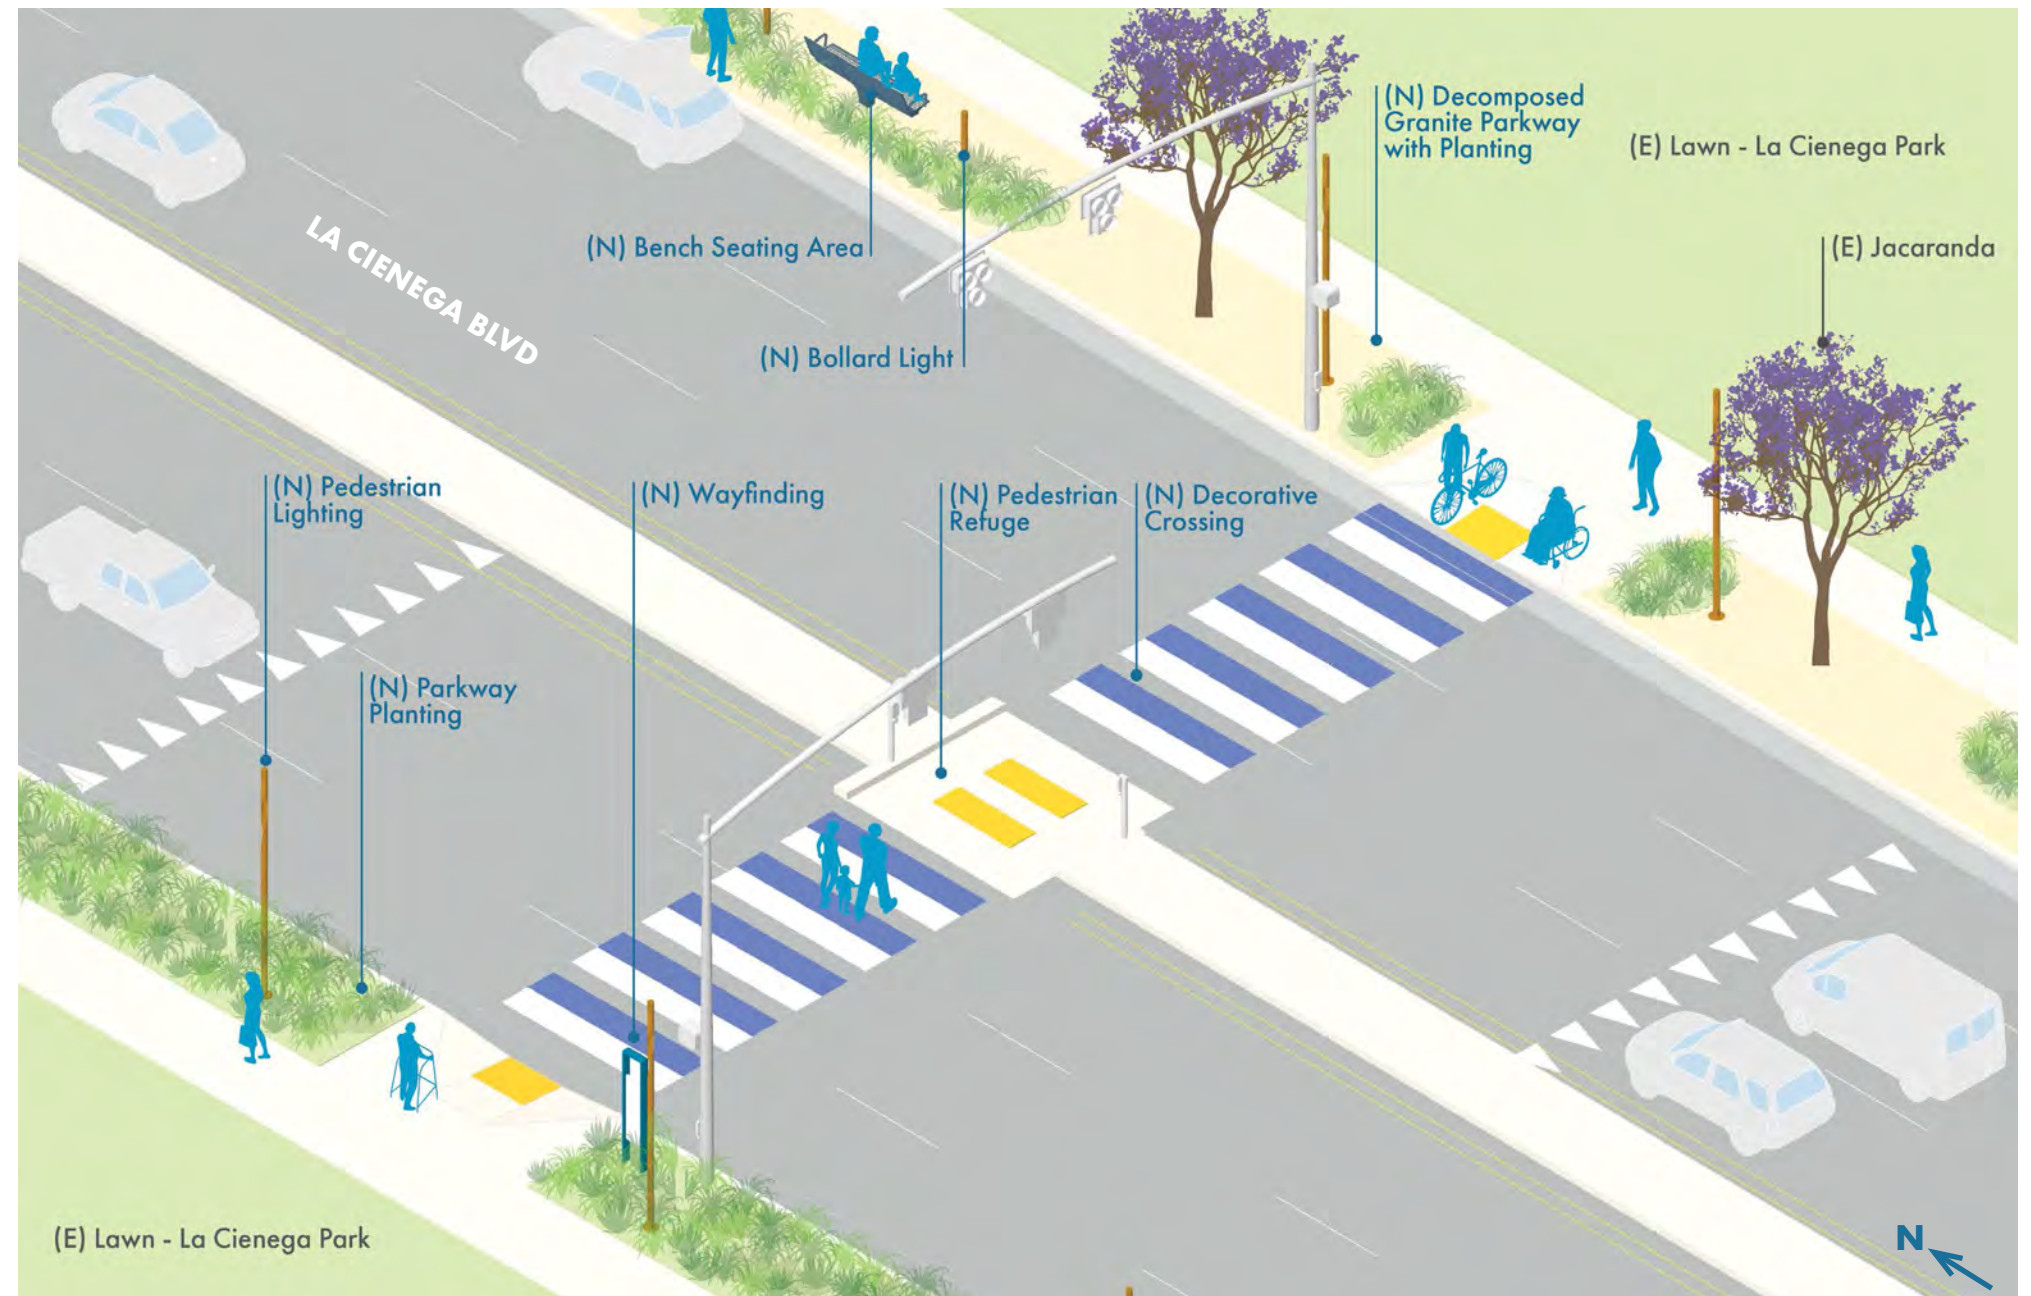 (N) Decomposed
Granite Parkway
with Planting
(E) Lawn - La Cienega Park
LA CIENEGA BLVD
(N) Bench Seating Area
(E) Jacaranda
(N) Bollard Light
(N) Pedestrian
Lighting
(N) Wayfinding
(N) Pedestrian
Refuge
(N) Decorative
Crossing
(N) Parkway
Planting
(E) Lawn - La Cienega Park
N